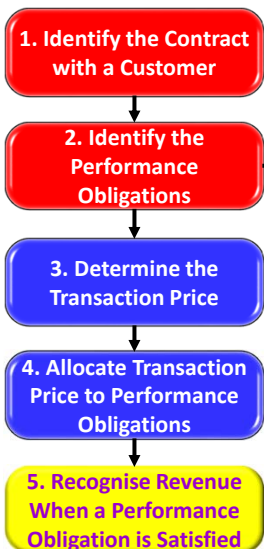 1. Identify the Contract
with a Customer
2. Identify the
Performance
Obligations
3. Determine the
Transaction Price
4. Allocate Transaction
Price to Performance
Obligations
5. Recognise Revenue
When a Performance
Obligation is Satisfied